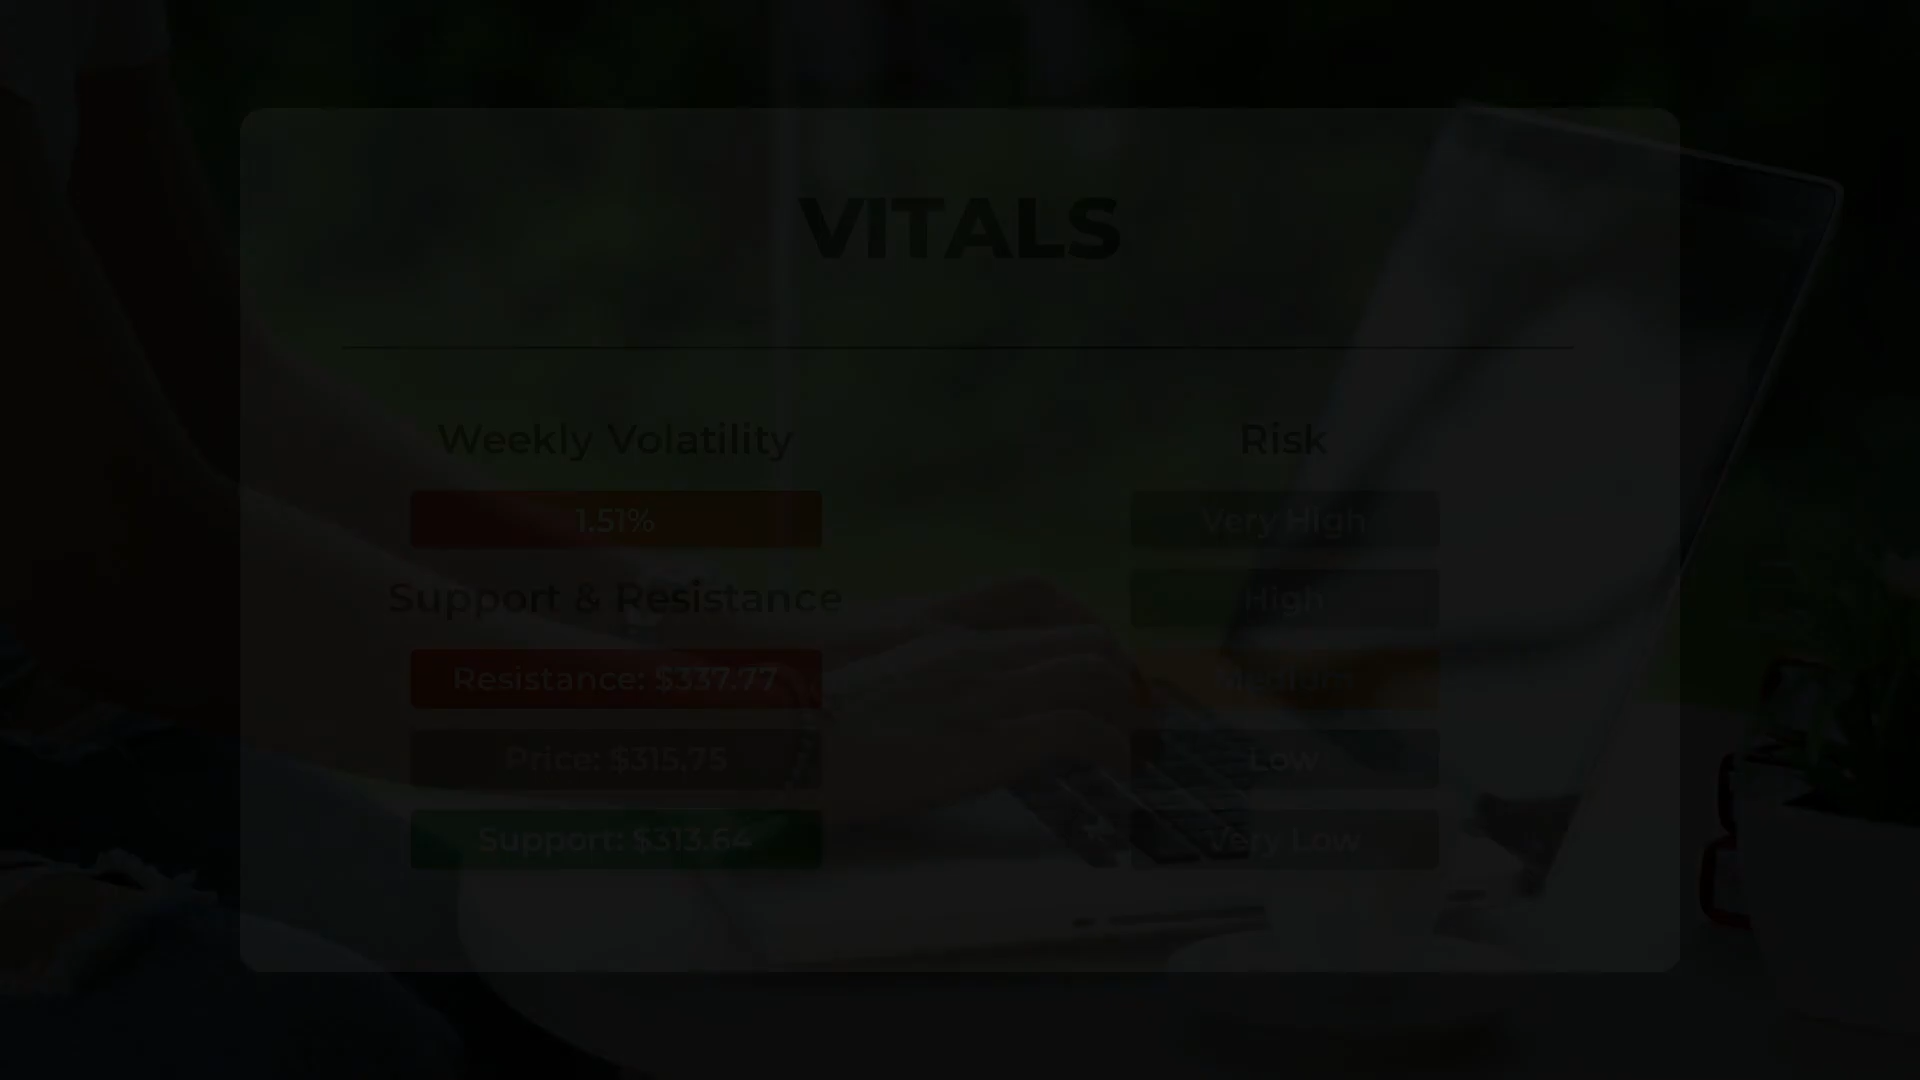 VITALS
Weekly Volatility
1.51%
Support & Resistance
Resistance: $337.77
Price: $315.75
Support: $313.64
Risk
Very High
High
Medium
Low
Very Low